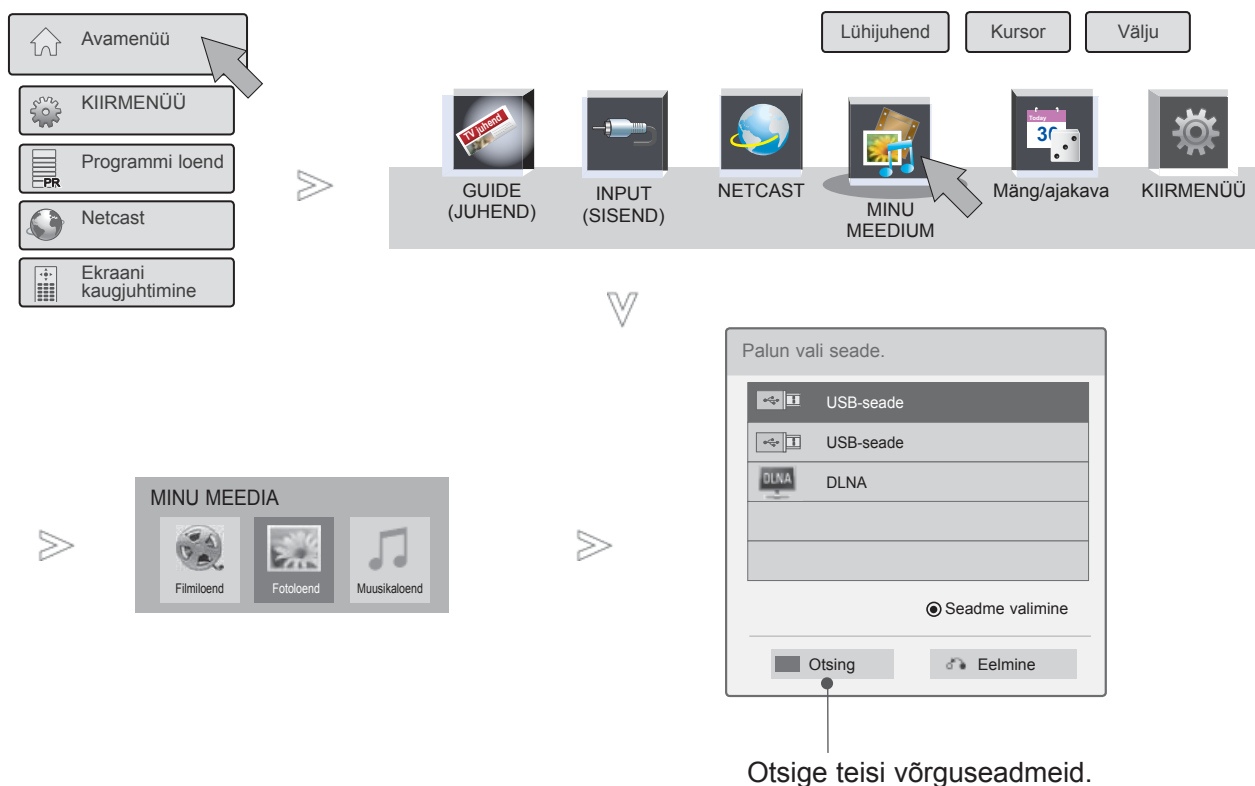 Avamenüü
KIIRMENÜÜ
Programmi loend
PR
Netcast
Ekraani
kaugjuhtimine
Lühijuhend
Kursor
Välju
TV juhend
Today
30
GUIDE
(JUHEND)
INPUT
(SISEND)
NETCAST
MINU
MEEDIUM
Mäng/ajakava
KIIRMENÜÜ
MINU MEEDIA
Filmiloend
Fotoloend
Muusikaloend
Palun vali seade.
USB-seade
USB-seade
DLNA
DLNA
Seadme valimine
Otsing
Eelmine
Otsige teisi võrguseadmeid.